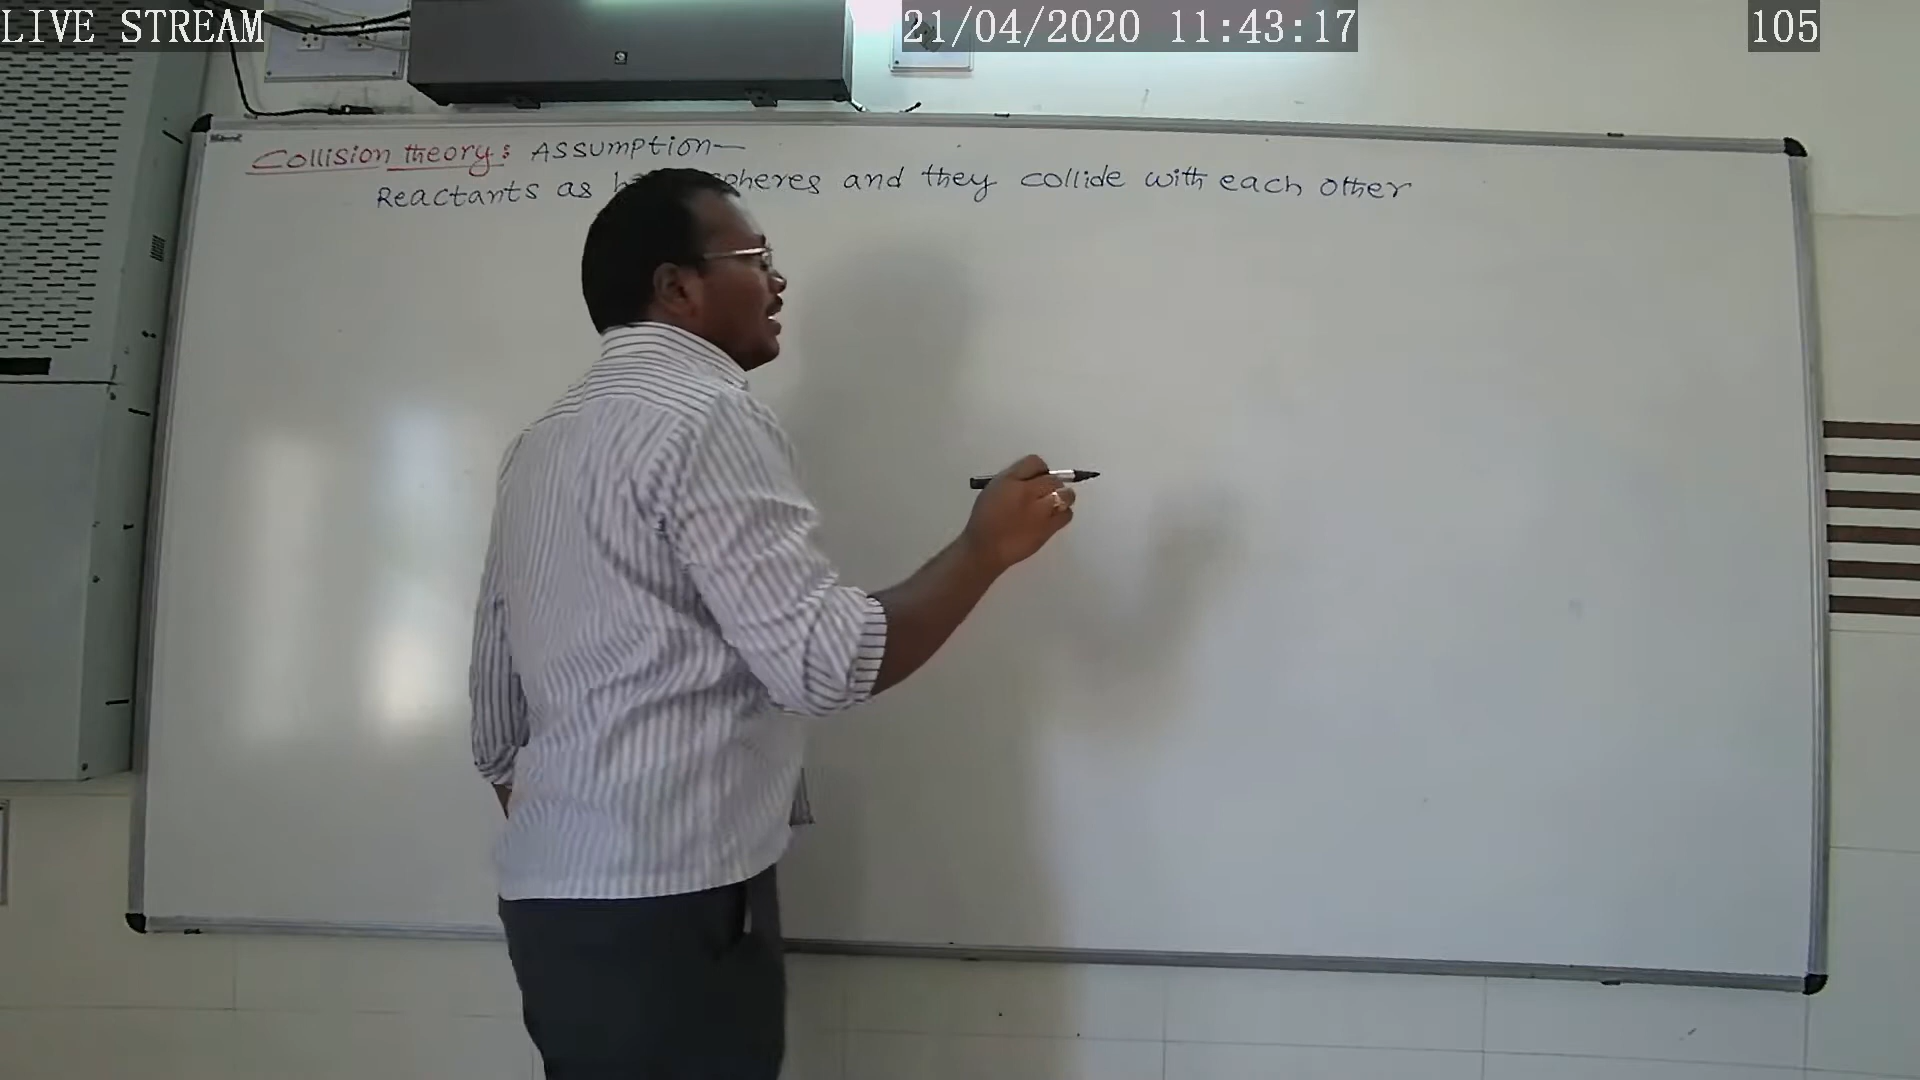 LIVE STREAM 21/04/2020 11:43:17 105
Collision theory: Assumption—
Reactants as spheres and they collide with each other